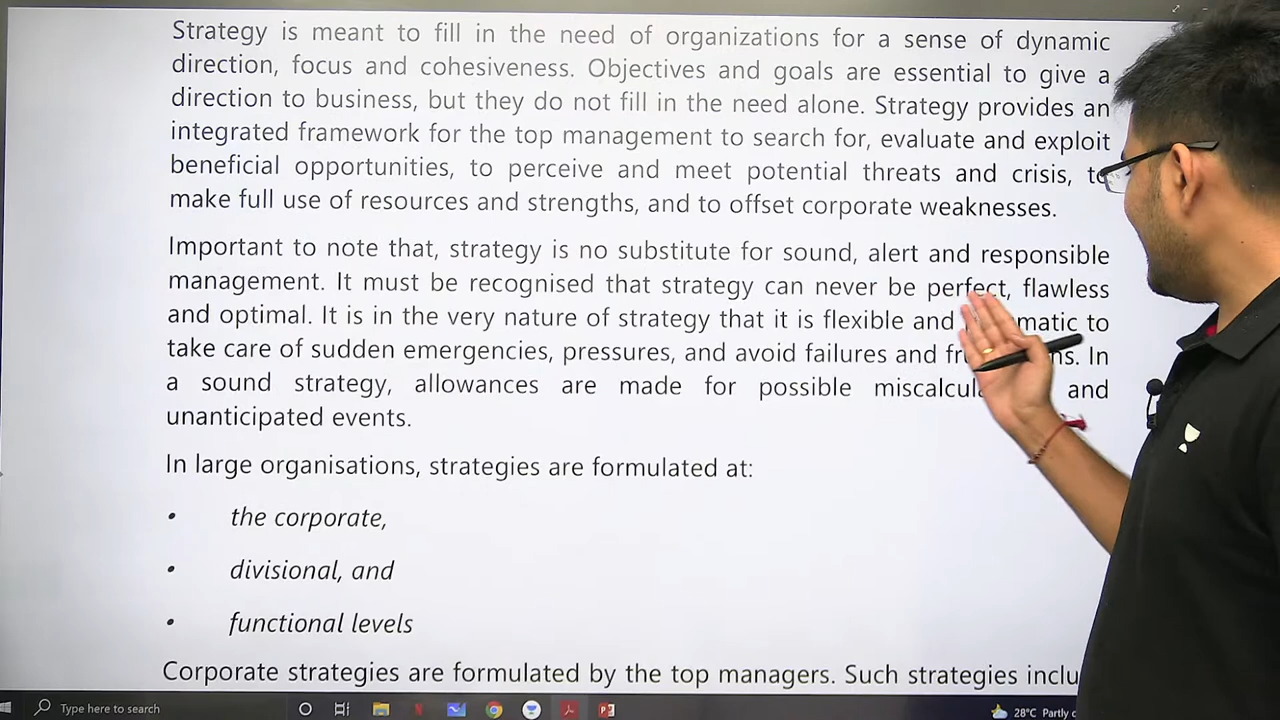 Strategy is meant to fill in the need of organizations for a sense of dynamic
direction, focus and cohesiveness. Objectives and goals are essential to give a
direction to business, but they do not fill in the need alone. Strategy provides an
integrated framework for the top management to search for, evaluate and exploit
beneficial opportunities, to perceive and meet potential threats and crisis, to
make full use of resources and strengths, and to offset corporate weaknesses.
Important to note that, strategy is no substitute for sound, alert and responsible
management. It must be recognised that strategy can never be perfect, flawless
and optimal. It is in the very nature of strategy that it is flexible and to
take care of sudden emergencies, pressures, and avoid failures and In
a sound strategy, allowances are made for possible and
unanticipated events.
In large organisations, strategies are formulated at:
• the corporate,
• divisional, and
• functional levels
Corporate strategies are formulated by the top managers. Such strategies
Type here to search
28°C Partly